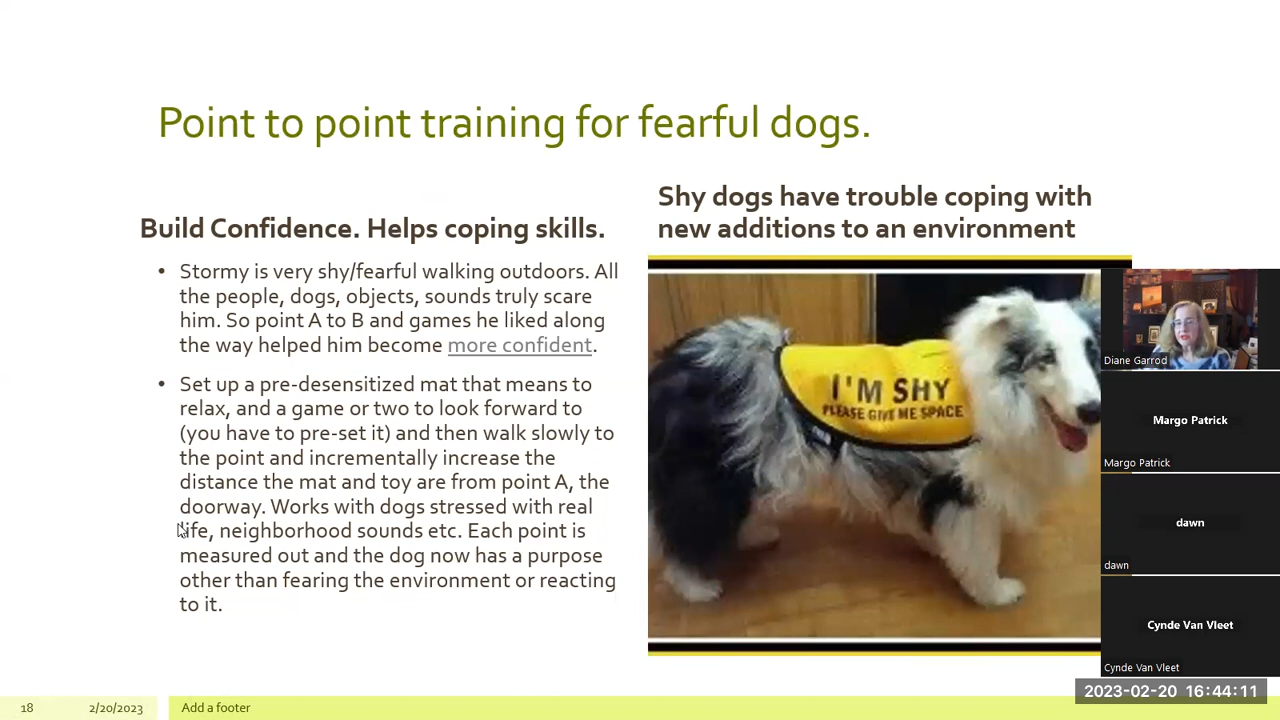 Point to point training for fearful dogs.
Build Confidence. Helps coping skills.
• Stormy is very shy/fearful walking outdoors. All
the people, dogs, objects, sounds truly scare
him. So point A to B and games he liked along
the way helped him become more confident.
• Set up a pre-desensitized mat that means to
relax, and a game or two to look forward to
(you have to pre-set it) and then walk slowly to
the point and incrementally increase the
distance the mat and toy are from point A, the
doorway. Works with dogs stressed with real
life, neighborhood sounds etc. Each point is
measured out and the dog now has a purpose
other than fearing the environment or reacting
to it.
Shy dogs have trouble coping with
new additions to an environment
I'M SHY
PLEASE GIVE ME SPACE
Diane Garrod
Margo Patrick
Margo Patrick
dawn
dawn
Cynde Van Vleet
Cynde Van Vleet
2023-02-20 16:44:11
18
2/20/2023
Add a footer